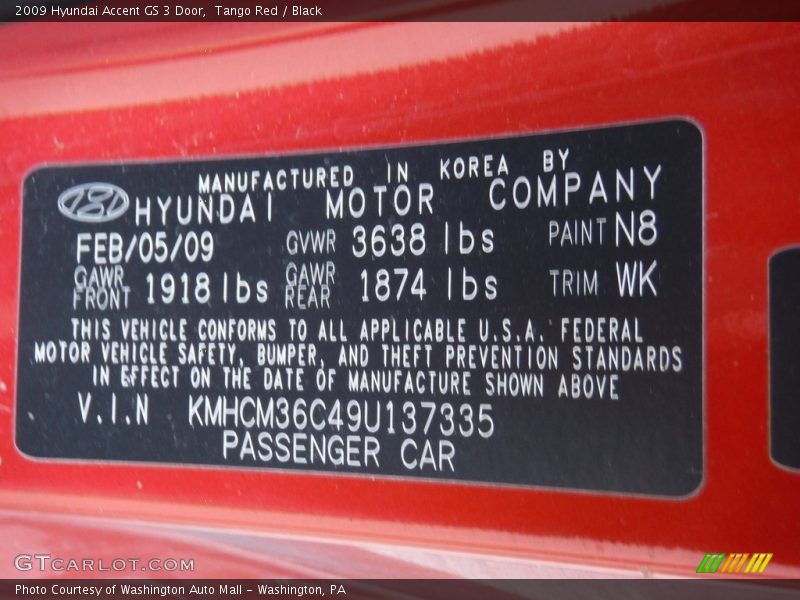 2009 Hyundai Accent GS 3 Door,  Tango Red / Black
MANUFACTURED IN KOREA BY
HYUNDAI MOTOR COMPANY
FEB/05/09 GVWR 3638 lbs PAINT N8
GAWR FRONT 1918 lbs GAWR REAR 1874 lbs TRIM WK
THIS VEHICLE CONFORMS TO ALL APPLICABLE U.S.A. FEDERAL
MOTOR VEHICLE SAFETY, BUMPER, AND THEFT PREVENTION STANDARDS
IN EFFECT ON THE DATE OF MANUFACTURE SHOWN ABOVE
V.I.N KMHCM36C49U137335
PASSENGER CAR
GTCARLOT.COM
Photo Courtesy of Washington Auto Mall – Washington, PA